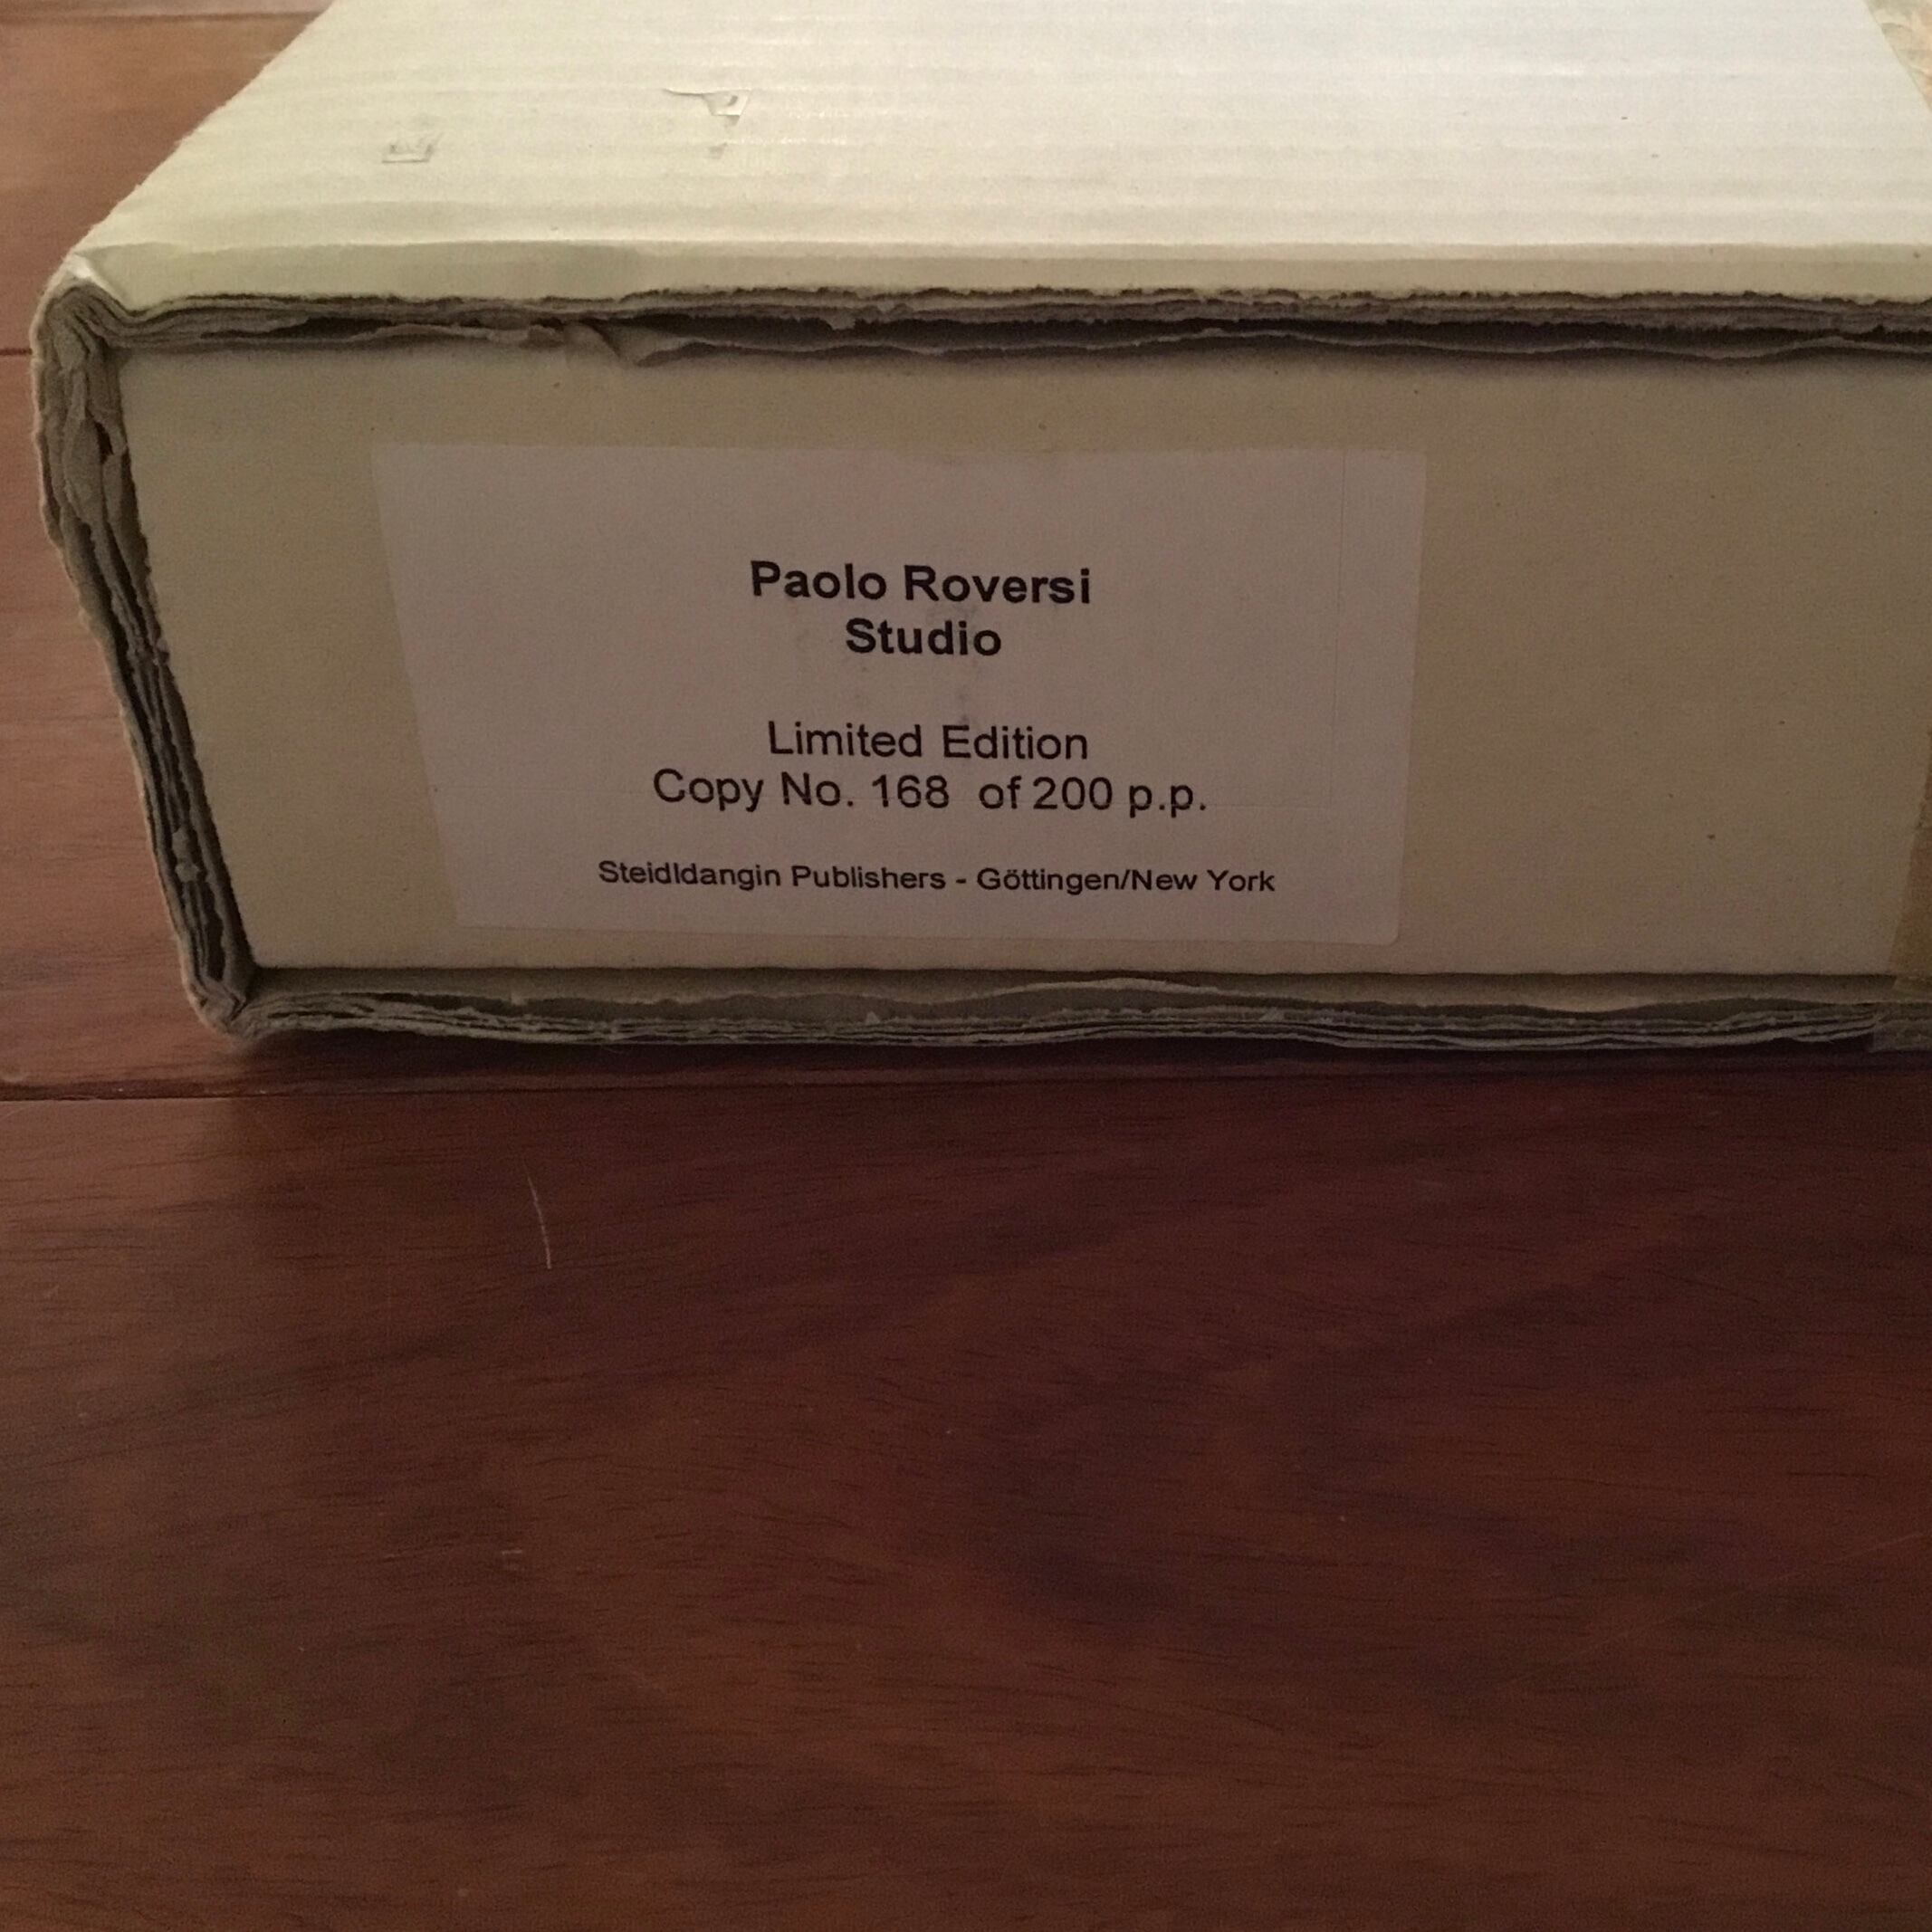 Paolo Roversi
Studio
Limited Edition
Copy No. 168 of 200 p.p.
Steidldangin Publishers - Göttingen/New York